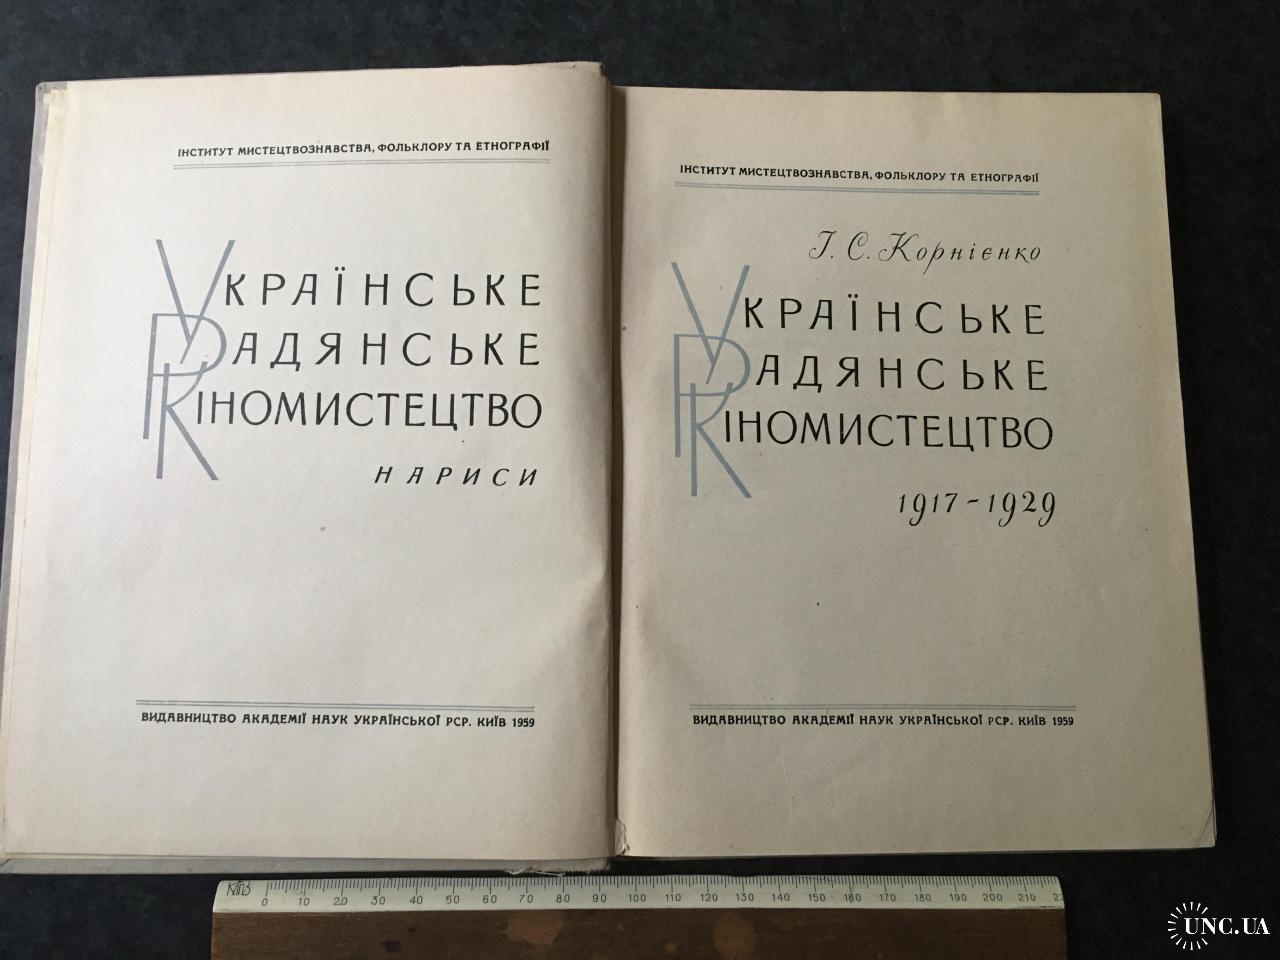 ІНСТИТУТ МИСТЕЦТВОЗНАВСТВА, ФОЛЬКЛОРУ ТА ЕТНОГРАФІЇ
УКРАЇНСЬКЕ
РАДЯНСЬКЕ
КІНОМИСТЕЦТВО
НАРИСИ
ВИДАВНИЦТВО АКАДЕМІЇ НАУК УКРАЇНСЬКОЇ РСР. КИЇВ 1959
ІНСТИТУТ МИСТЕЦТВОЗНАВСТВА, ФОЛЬКЛОРУ ТА ЕТНОГРАФІЇ
І. С. Корнієнко
УКРАЇНСЬКЕ
РАДЯНСЬКЕ
КІНОМИСТЕЦТВО
1917-1929
ВИДАВНИЦТВО АКАДЕМІЇ НАУК УКРАЇНСЬКОЇ РСР. КИЇВ 1959
0 10 20 30 40 50 60 70 80 90 100 110 120 130 140 150 160 170 180 190 200 210
UNC.UA